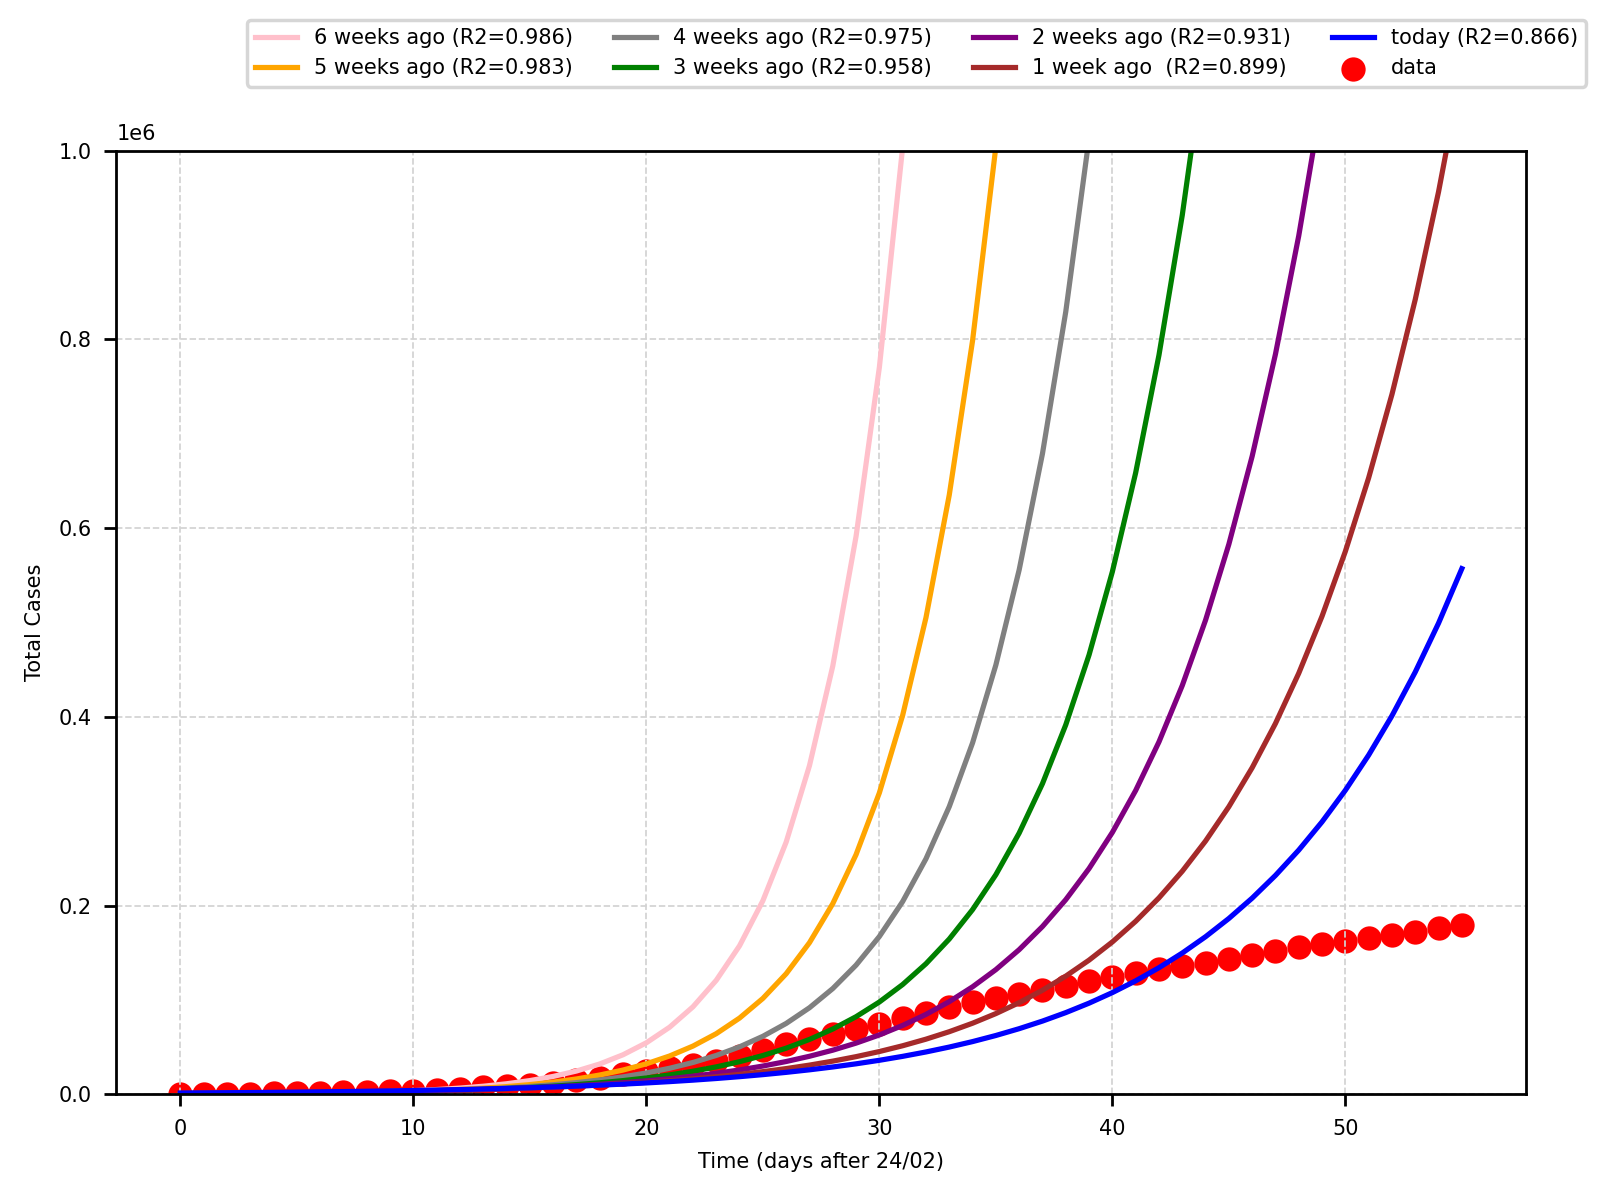 6 weeks ago (R2=0.986) 4 weeks ago (R2=0.975) 2 weeks ago (R2=0.931) today (R2=0.866)
5 weeks ago (R2=0.983) 3 weeks ago (R2=0.958) 1 week ago  (R2=0.899) data
1e6
1.0
0.8
0.6
0.4
0.2
0.0
Total Cases
0 10 20 30 40 50
Time (days after 24/02)